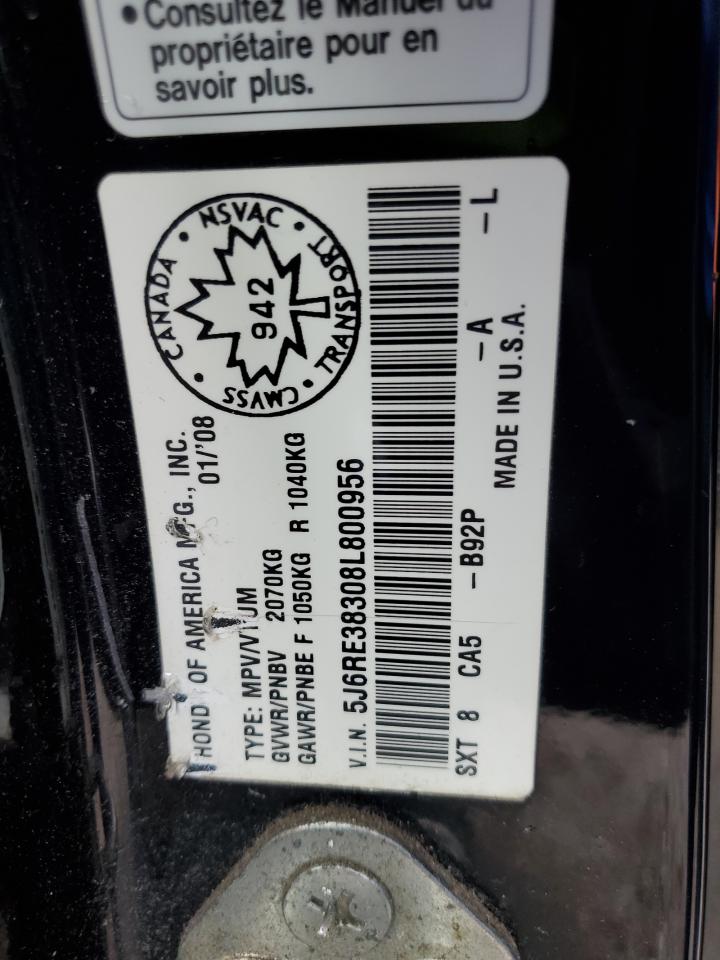 • Consultez le Manuel du
propriétaire pour en
savoir plus.
HOND OF AMERICA MFG., INC.
01/'08
TYPE: MPV/VTUM
GVWR/PNBV 2070KG
GAWR/PNBE F 1050KG R 1040KG
V.I.N. 5J6RE38308L800956
SXT 8 CA5 -B92P -A -L
MADE IN U.S.A.
CANADA • NSVAC • TRANSPORT • CMVSS •
942